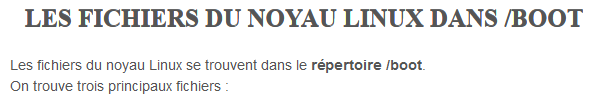 LES FICHIERS DU NOYAU LINUX DANS /BOOT
Les fichiers du noyau Linux se trouvent dans le répertoire /boot.
On trouve trois principaux fichiers :